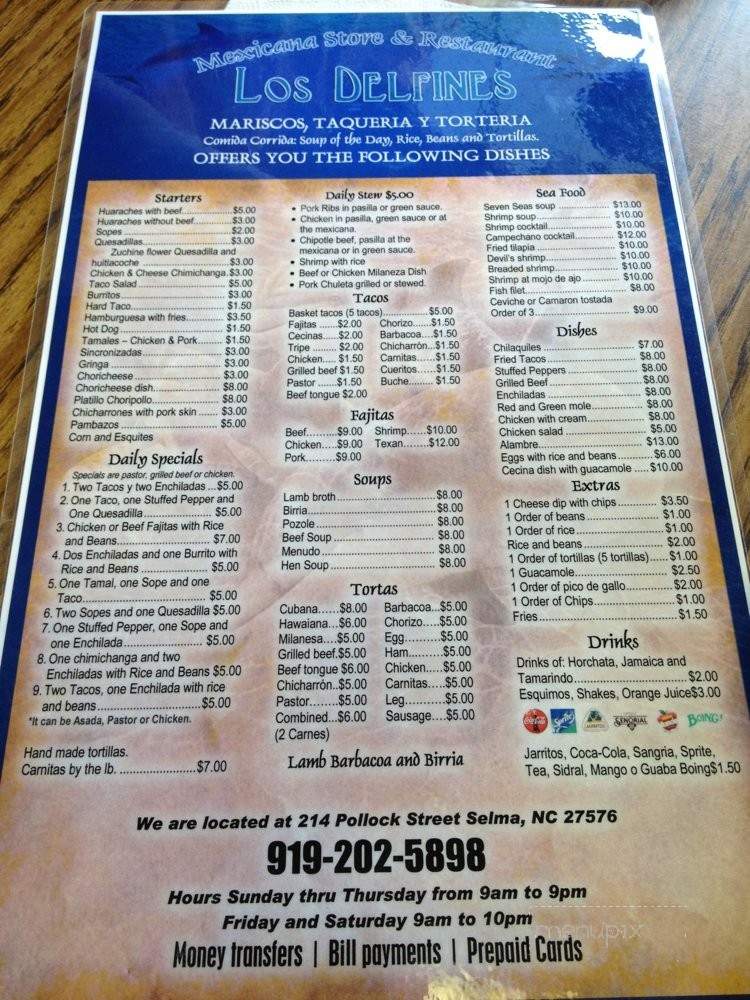 Mexicana Store & Restaurant
LOS DELFINES
MARISCOS, TAQUERIA Y TORTERIA
Comida Corrida: Soup of the Day, Rice, Beans and Tortillas.
OFFERS YOU THE FOLLOWING DISHES
Starters
Huaraches with beef...................$5.00
Huaraches without beef..............$3.00
Sopes.......................................$2.00
Quesadillas...............................$3.00
Zuchine flower Quesadilla and
huitlacoche.............................$3.00
Chicken & Cheese Chimichanga.$3.00
Taco Salad...............................$5.00
Burritos.....................................$3.00
Hard Taco.................................$1.50
Hamburguesa with fries............$3.50
Hot Dog....................................$1.50
Tamales – Chicken & Pork........$1.50
Sincronizadas...........................$3.00
Gringa.......................................$3.00
Choricheese..............................$3.00
Choricheese dish......................$8.00
Platillo Choripollo......................$8.00
Chicharrones with pork skin ......$3.00
Pambazos.................................$5.00
Corn and Esquites
Daily Specials
Specials are pastor, grilled beef or chicken.
1. Two Tacos y two Enchiladas...$5.00
2. One Taco, one Stuffed Pepper and
One Quesadilla..................... $5.00
3. Chicken or Beef Fajitas with Rice
and Beans.............................$7.00
4. Dos Enchiladas and one Burrito with
Rice and Beans .................... $5.00
5. One Tamal, one Sope and one
Taco...................................... $5.00
6. Two Sopes and one Quesadilla $5.00
7. One Stuffed Pepper, one Sope and
one Enchilada........................ $5.00
8. One chimichanga and two
Enchiladas with Rice and Beans $5.00
9. Two Tacos, one Enchilada with rice
and beans..............................$5.00
*It can be Asada, Pastor or Chicken.
Hand made tortillas.
Carnitas by the lb. ......................$7.00
Daily Stew $5.00
• Pork Ribs in pasilla or green sauce.
• Chicken in pasilla, green sauce or at
the mexicana.
• Chipotle beef, pasilla at the
mexicana or in green sauce.
• Shrimp with rice
• Beef or Chicken Milaneza Dish
• Pork Chuleta grilled or stewed.
Tacos
Basket tacos (5 tacos)..............$5.00
Fajitas ......$2.00 Chorizo......$1.50
Cecinas.....$2.00 Barbacoa....$1.50
Tripe ........$2.00 Chicharrón...$1.50
Chicken..... $1.50 Carnitas......$1.50
Grilled beef $1.50 Cueritos......$1.50
Pastor .......$1.50 Buche.........$1.50
Beef tongue $2.00
Fajitas
Beef.........$9.00 Shrimp......$10.00
Chicken....$9.00 Texan........$12.00
Pork.........$9.00
Soups
Lamb broth..............................$8.00
Birria........................................$8.00
Pozole......................................$8.00
Beef Soup................................$8.00
Menudo....................................$8.00
Hen Soup.................................$8.00
Tortas
Cubana......$8.00 Barbacoa...$5.00
Hawaiana...$6.00 Chorizo.....$5.00
Milanesa....$5.00 Egg...........$5.00
Grilled beef.$5.00 Ham..........$5.00
Beef tongue $6.00 Chicken.....$5.00
Chicharrón..$5.00 Carnitas.....$5.00
Pastor........$5.00 Leg...........$5.00
Combined...$6.00 Sausage....$5.00
(2 Carnes)
Lamb Barbacoa and Birria
Sea Food
Seven Seas soup ..................$13.00
Shrimp soup..........................$10.00
Shrimp cocktail......................$10.00
Campechano cocktail............$12.00
Fried tilapia ..........................$10.00
Devil's shrimp.......................$10.00
Breaded shrimp....................$10.00
Shrimp at mojo de ajo ..........$10.00
Fish filet................................$8.00
Ceviche or Camaron tostada
Order of 3..............................$9.00
Dishes
Chilaquiles............................$7.00
Fried Tacos...........................$8.00
Stuffed Peppers....................$8.00
Grilled Beef...........................$8.00
Enchiladas ...........................$8.00
Red and Green mole.............$8.00
Chicken with cream...............$8.00
Chicken salad .......................$5.00
Alambre...............................$13.00
Eggs with rice and beans.......$6.00
Cecina dish with guacamole .....$10.00
Extras
1 Cheese dip with chips............$3.50
1 Order of beans.......................$1.00
1 Order of rice...........................$1.00
Rice and beans.........................$2.00
1 Order of tortillas (5 tortillas).....$1.00
1 Guacamole.............................$2.50
1 Order of pico de gallo..............$2.00
1 Order of Chips........................$1.00
Fries..........................................$1.50
Drinks
Drinks of: Horchata, Jamaica and
Tamarindo.................................$2.00
Esquimos, Shakes, Orange Juice$3.00
Coca-Cola Sprite JARRITOS SEÑORIAL BOING!
Jarritos, Coca-Cola, Sangria, Sprite,
Tea, Sidral, Mango o Guaba Boing$1.50
We are located at 214 Pollock Street Selma, NC 27576
919-202-5898
Hours Sunday thru Thursday from 9am to 9pm
Friday and Saturday 9am to 10pm
menupix
Money transfers | Bill payments | Prepaid Cards